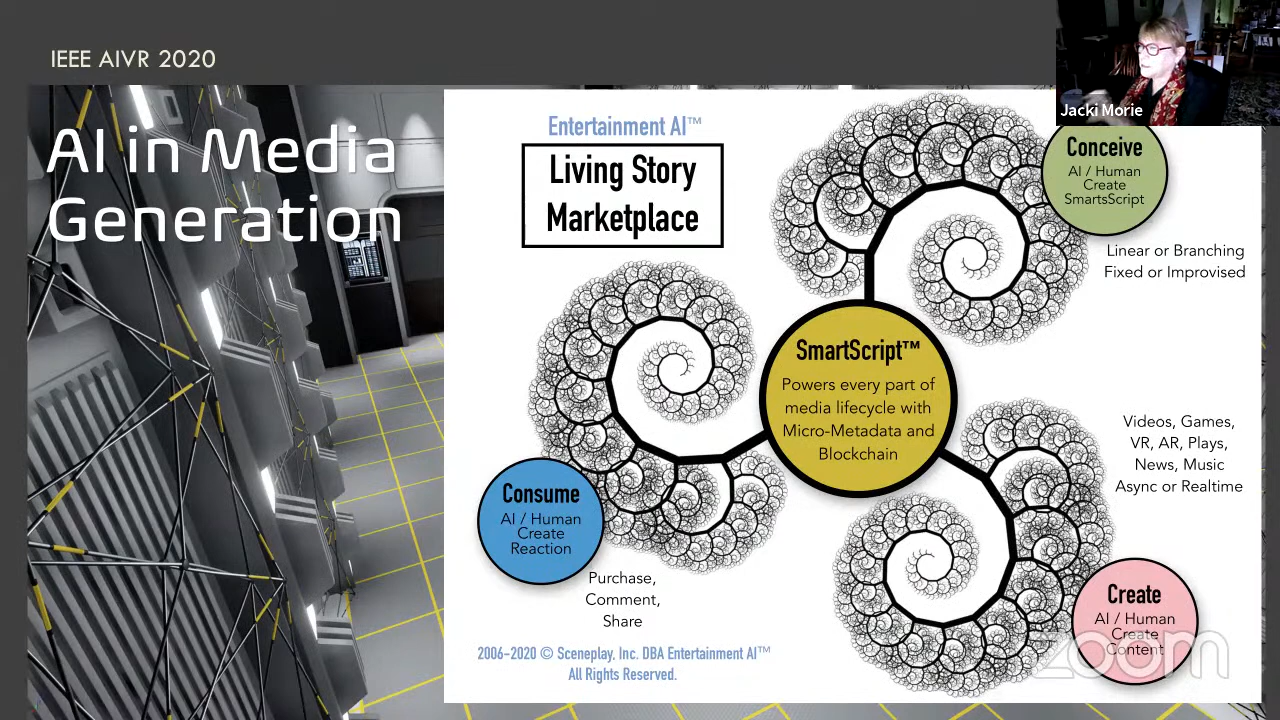 IEEE AIVR 2020
AI in Media
Generation
Jacki Morie
Entertainment AI™
Living Story
Marketplace
Conceive
AI / Human
Create
SmartsScript
Linear or Branching
Fixed or Improvised
SmartScript™
Powers every part of
media lifecycle with
Micro-Metadata and
Blockchain
Videos, Games,
VR, AR, Plays,
News, Music
Async or Realtime
Consume
AI / Human
Create
Reaction
Purchase,
Comment,
Share
Create
AI / Human
Create
Content
zoom
2006-2020 © Sceneplay, Inc. DBA Entertainment AI™
All Rights Reserved.